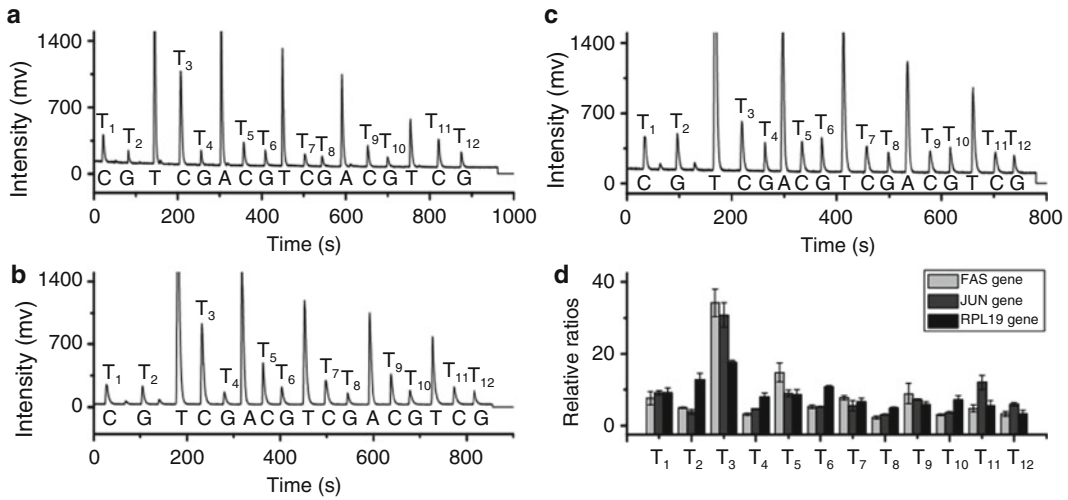 a
Intensity (mv)
1400
700
0
T1 T2 T3 T4 T5 T6 T7 T8 T9 T10 T11 T12
C G T C G A C G T C G A C G T C G
0 200 400 600 800 1000
Time (s)
b
Intensity (mv)
1400
700
0
T1 T2 T3 T4 T5 T6 T7 T8 T9 T10 T11 T12
C G T C G A C G T C G A C G T C G
0 200 400 600 800
Time (s)
c
Intensity (mv)
1400
700
0
T1 T2 T3 T4 T5 T6 T7 T8 T9 T10 T11 T12
C G T C G A C G T C G A C G T C G
0 200 400 600 800
Time (s)
d
Relative ratios
40
20
0
FAS gene
JUN gene
RPL19 gene
T1 T2 T3 T4 T5 T6 T7 T8 T9 T10 T11 T12